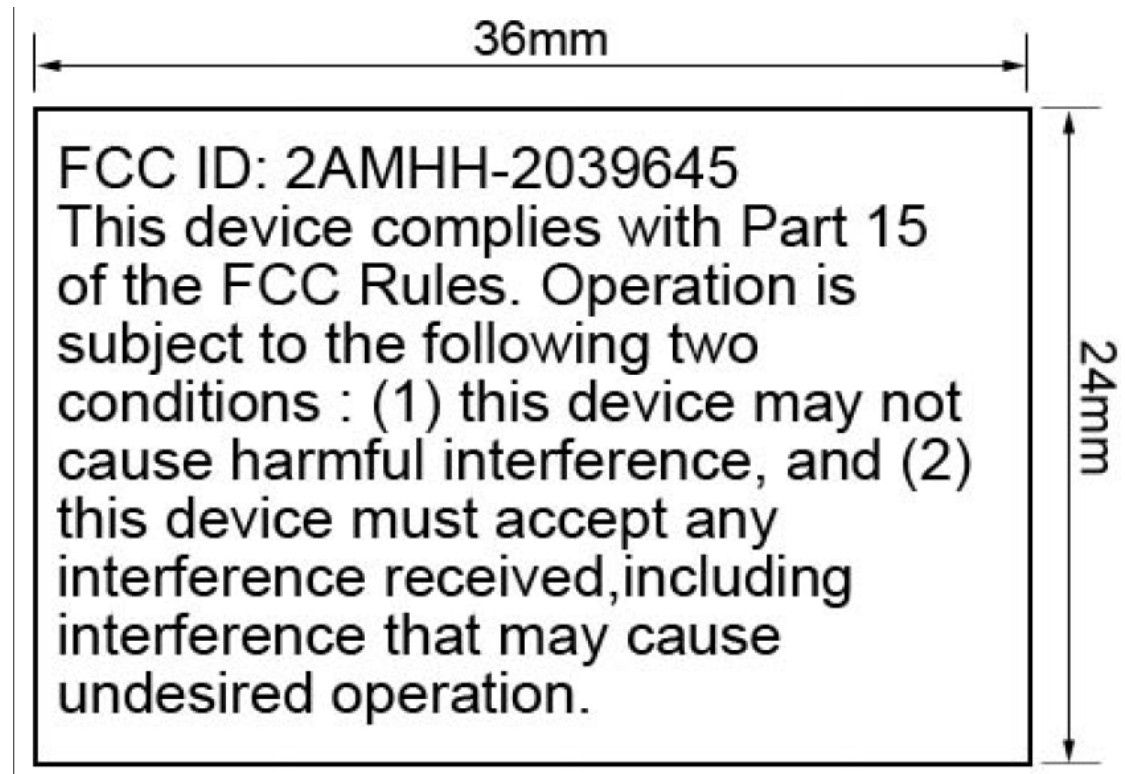 36mm
FCC ID: 2AMHH-2039645
This device complies with Part 15
of the FCC Rules. Operation is
subject to the following two
conditions : (1) this device may not
cause harmful interference, and (2)
this device must accept any
interference received,including
interference that may cause
undesired operation.
24mm